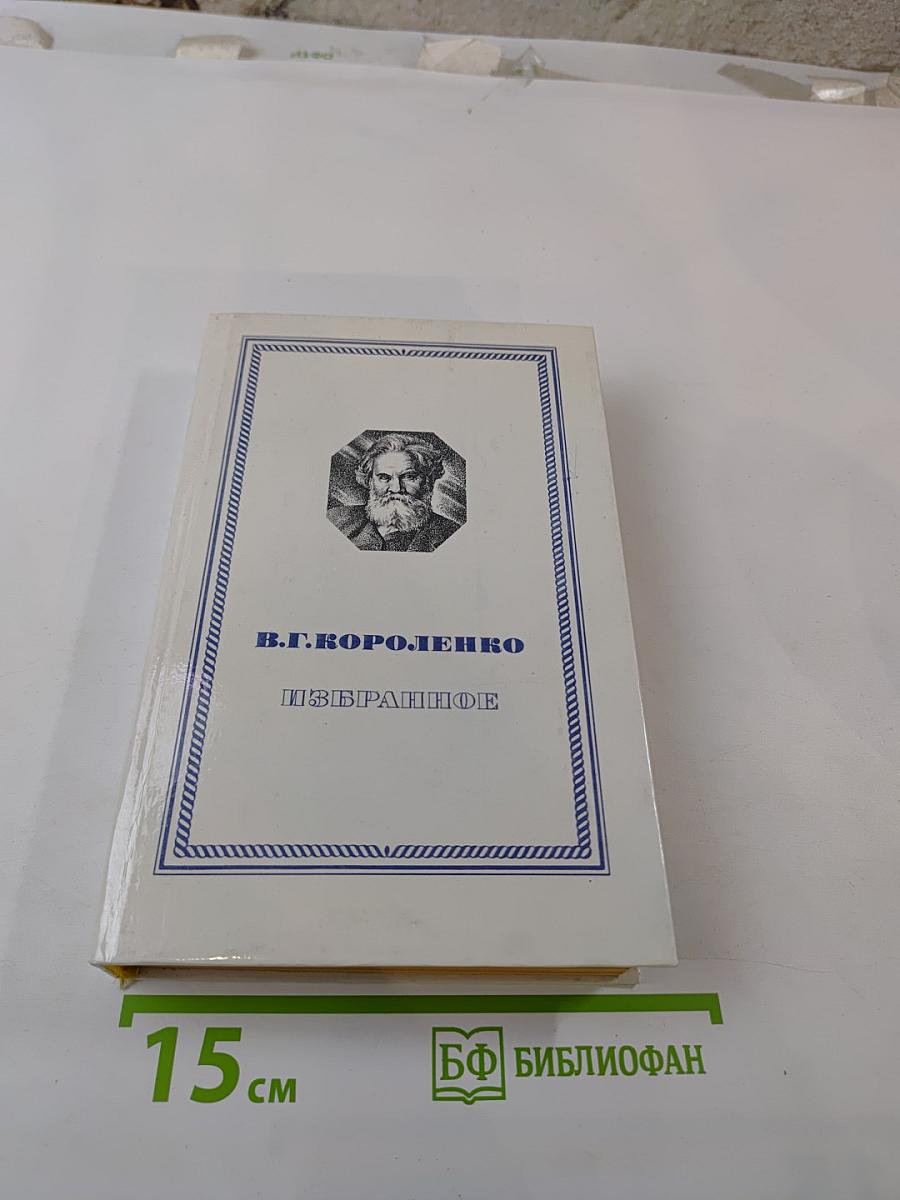 В.Г.КОРОЛЕНКО
ИЗБРАННОЕ
15 см
БФ БИБЛИОФАН